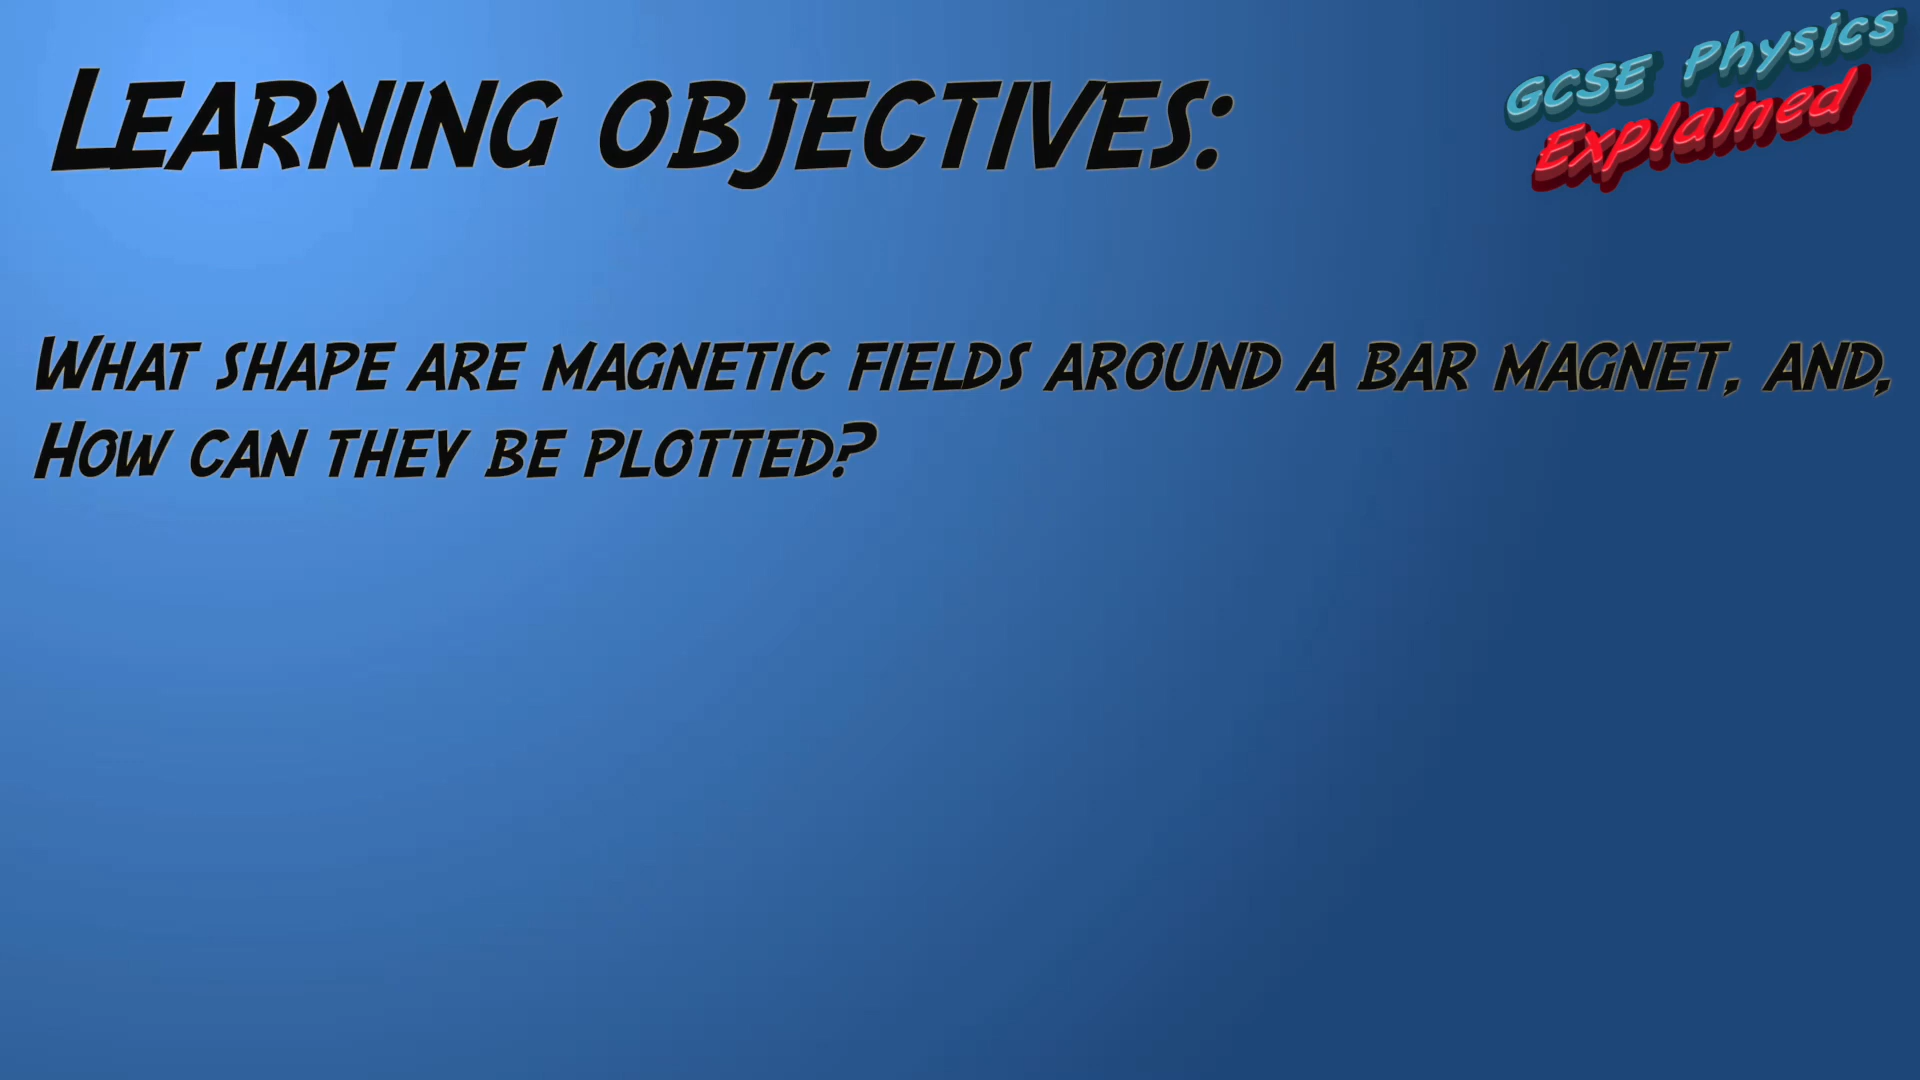 Learning objectives:
GCSE Physics
Explained
What shape are magnetic fields around a bar magnet, and,
How can they be plotted?